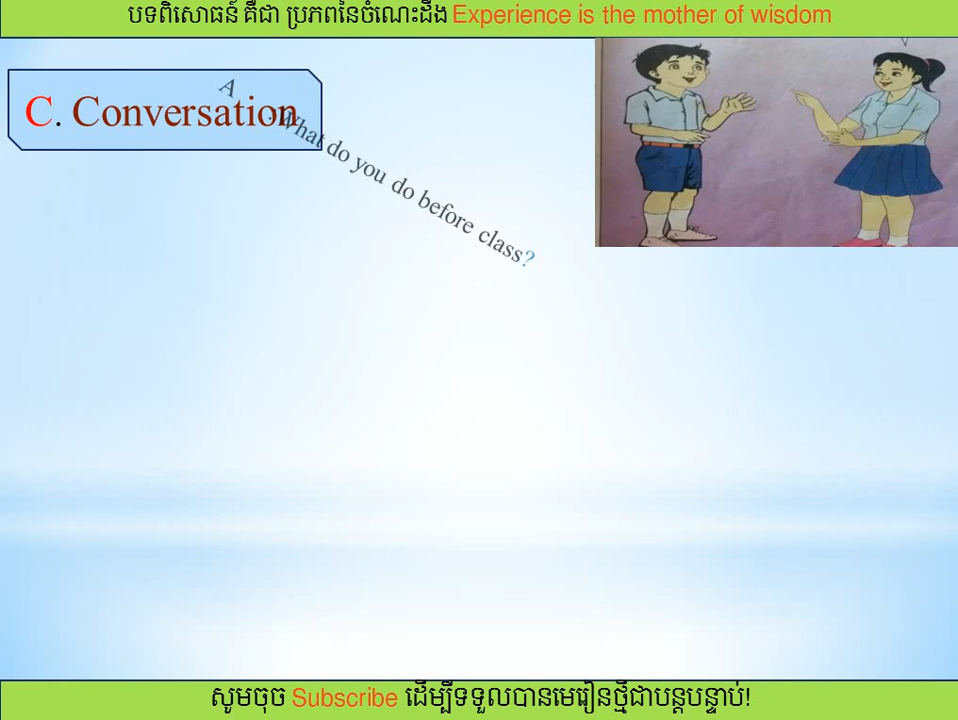 បទពិសោធន៍ គឺជា ប្រភពនៃចំណេះដឹង Experience is the mother of wisdom
C. Conversation
A
What do you do before class?
សូមចុច Subscribe ដើម្បីទទួលបានមេរៀនថ្មីជាបន្តបន្ទាប់!